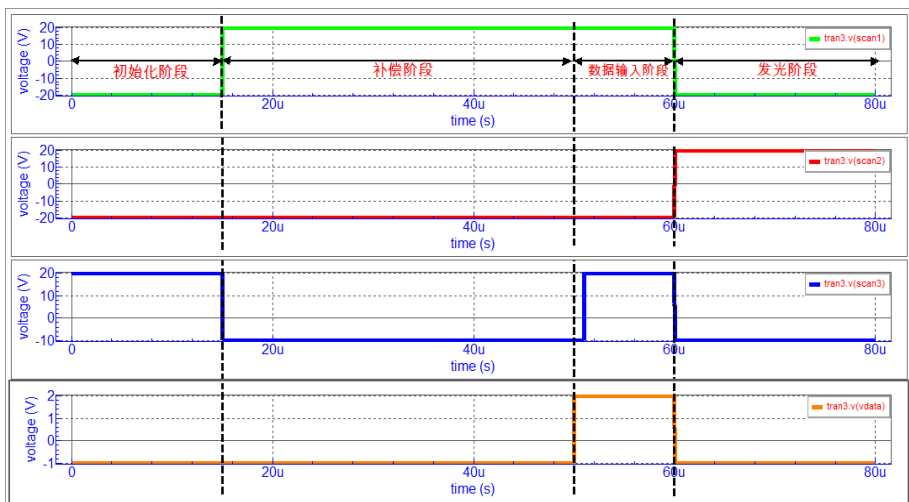 20
10
0
-10
-20
voltage (V)
初始化阶段
补偿阶段
数据输入阶段
发光阶段
tran3.v(scan1)
0
20u
40u
60u
80u
time (s)
20
10
0
-10
-20
voltage (V)
tran3.v(scan2)
0
20u
40u
60u
80u
time (s)
20
10
0
-10
voltage (V)
tran3.v(scan3)
0
20u
40u
60u
80u
time (s)
2
1
0
-1
voltage (V)
tran3.v(vdata)
0
20u
40u
60u
80u
time (s)